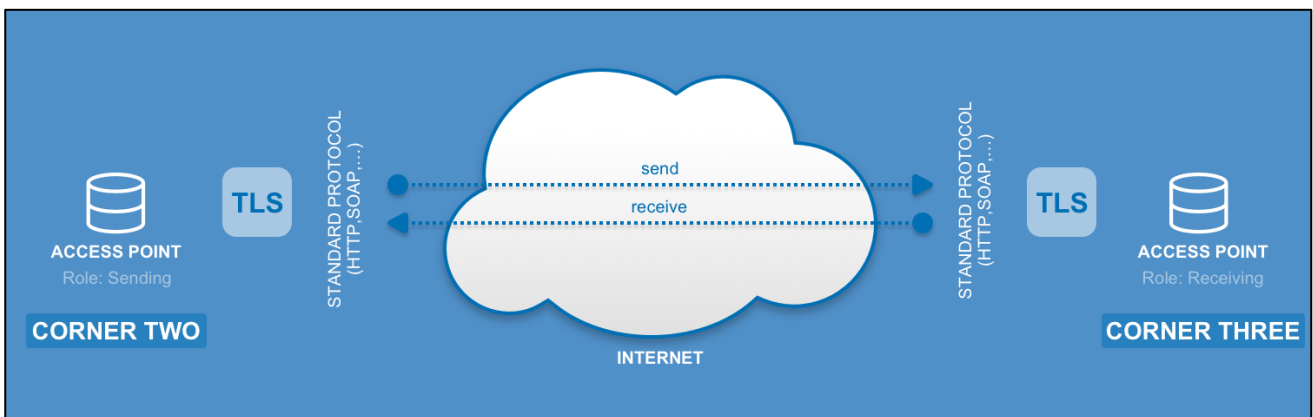 TLS
ACCESS POINT
Role: Sending
CORNER TWO
STANDARD PROTOCOL
(HTTP,SOAP,...)
send
receive
INTERNET
STANDARD PROTOCOL
(HTTP,SOAP,...)
TLS
ACCESS POINT
Role: Receiving
CORNER THREE